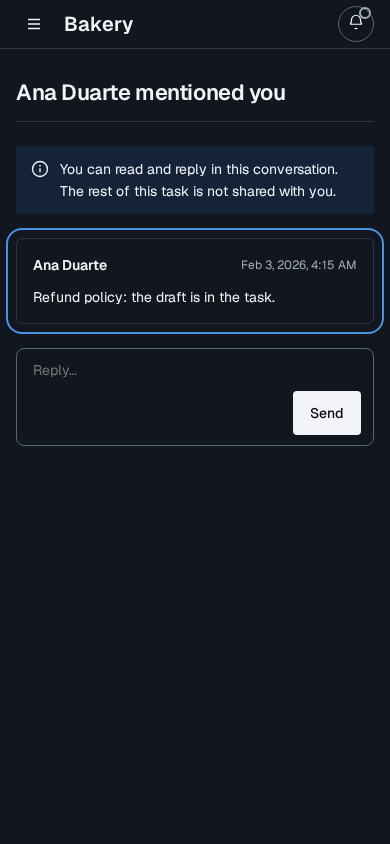 Bakery
Ana Duarte mentioned you
You can read and reply in this conversation.
The rest of this task is not shared with you.
Ana Duarte
Feb 3, 2026, 4:15 AM
Refund policy: the draft is in the task.
Reply...
Send